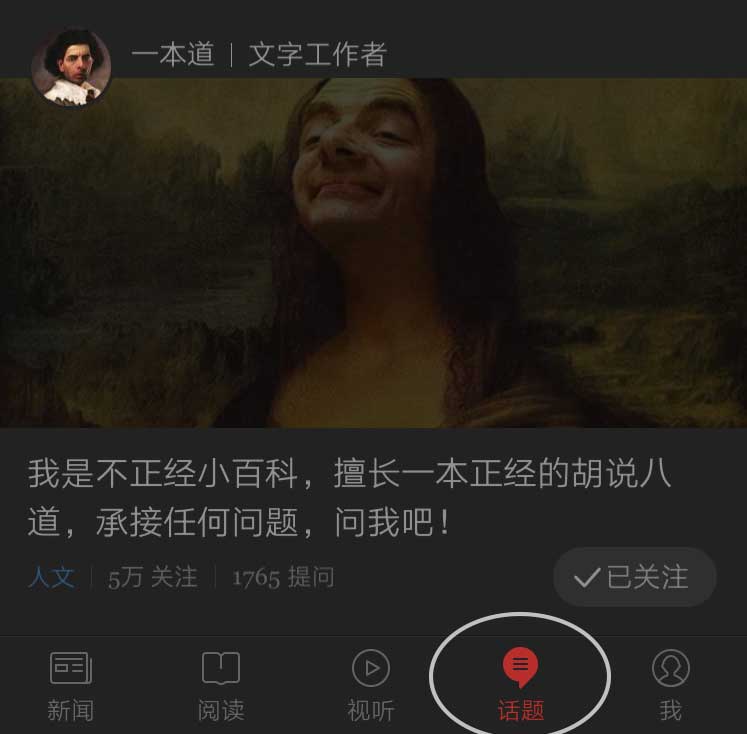 一本道 | 文字工作者
我是不正经小百科，擅长一本正经的胡说八
道，承接任何问题，问我吧！
人文 | 5万 关注 | 1765 提问
已关注
新闻 阅读 视听 话题 我